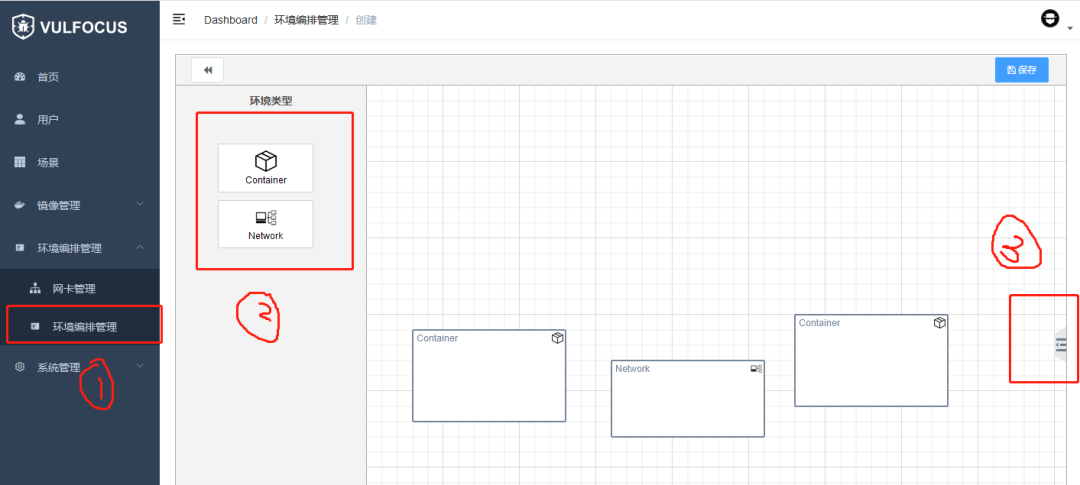 VULFOCUS
Dashboard / 环境编排管理 / 创建
首页
用户
场景
镜像管理
环境编排管理
网卡管理
环境编排管理
系统管理
1
保存
环境类型
Container
Network
2
Container
Network
Container
3